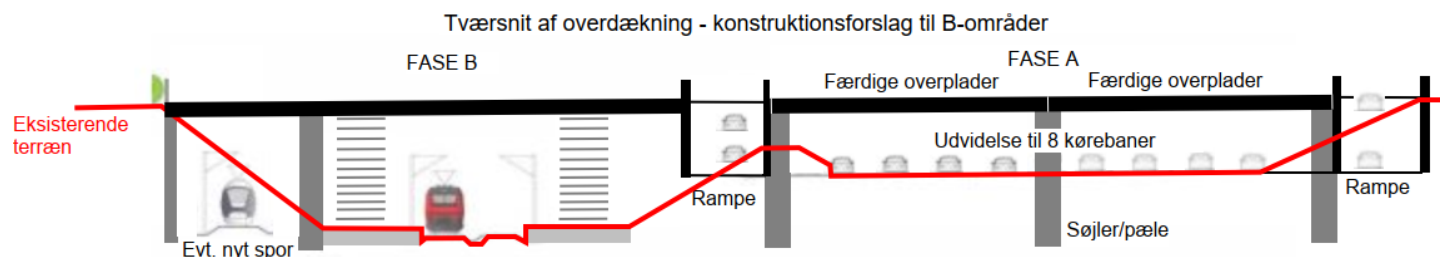 Tværsnit af overdækning - konstruktionsforslag til B-områder
FASE B
FASE A
Færdige overplader
Færdige overplader
Eksisterende
terræn
Udvidelse til 8 kørebaner
Rampe
Rampe
Søjler/pæle
Evt. nyt spor